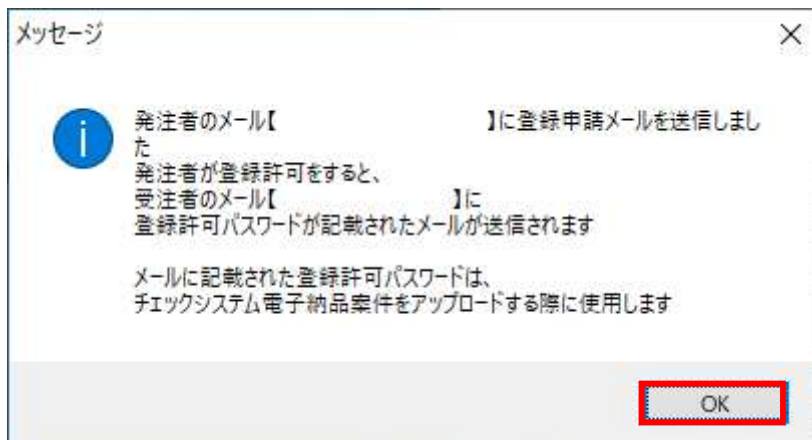 メッセージ
発注者のメール【 】に登録申請メールを送信しまし
た
発注者が登録許可をすると、
受注者のメール【 】に
登録許可パスワードが記載されたメールが送信されます
メールに記載された登録許可パスワードは、
チェックシステム電子納品案件をアップロードする際に使用します
OK